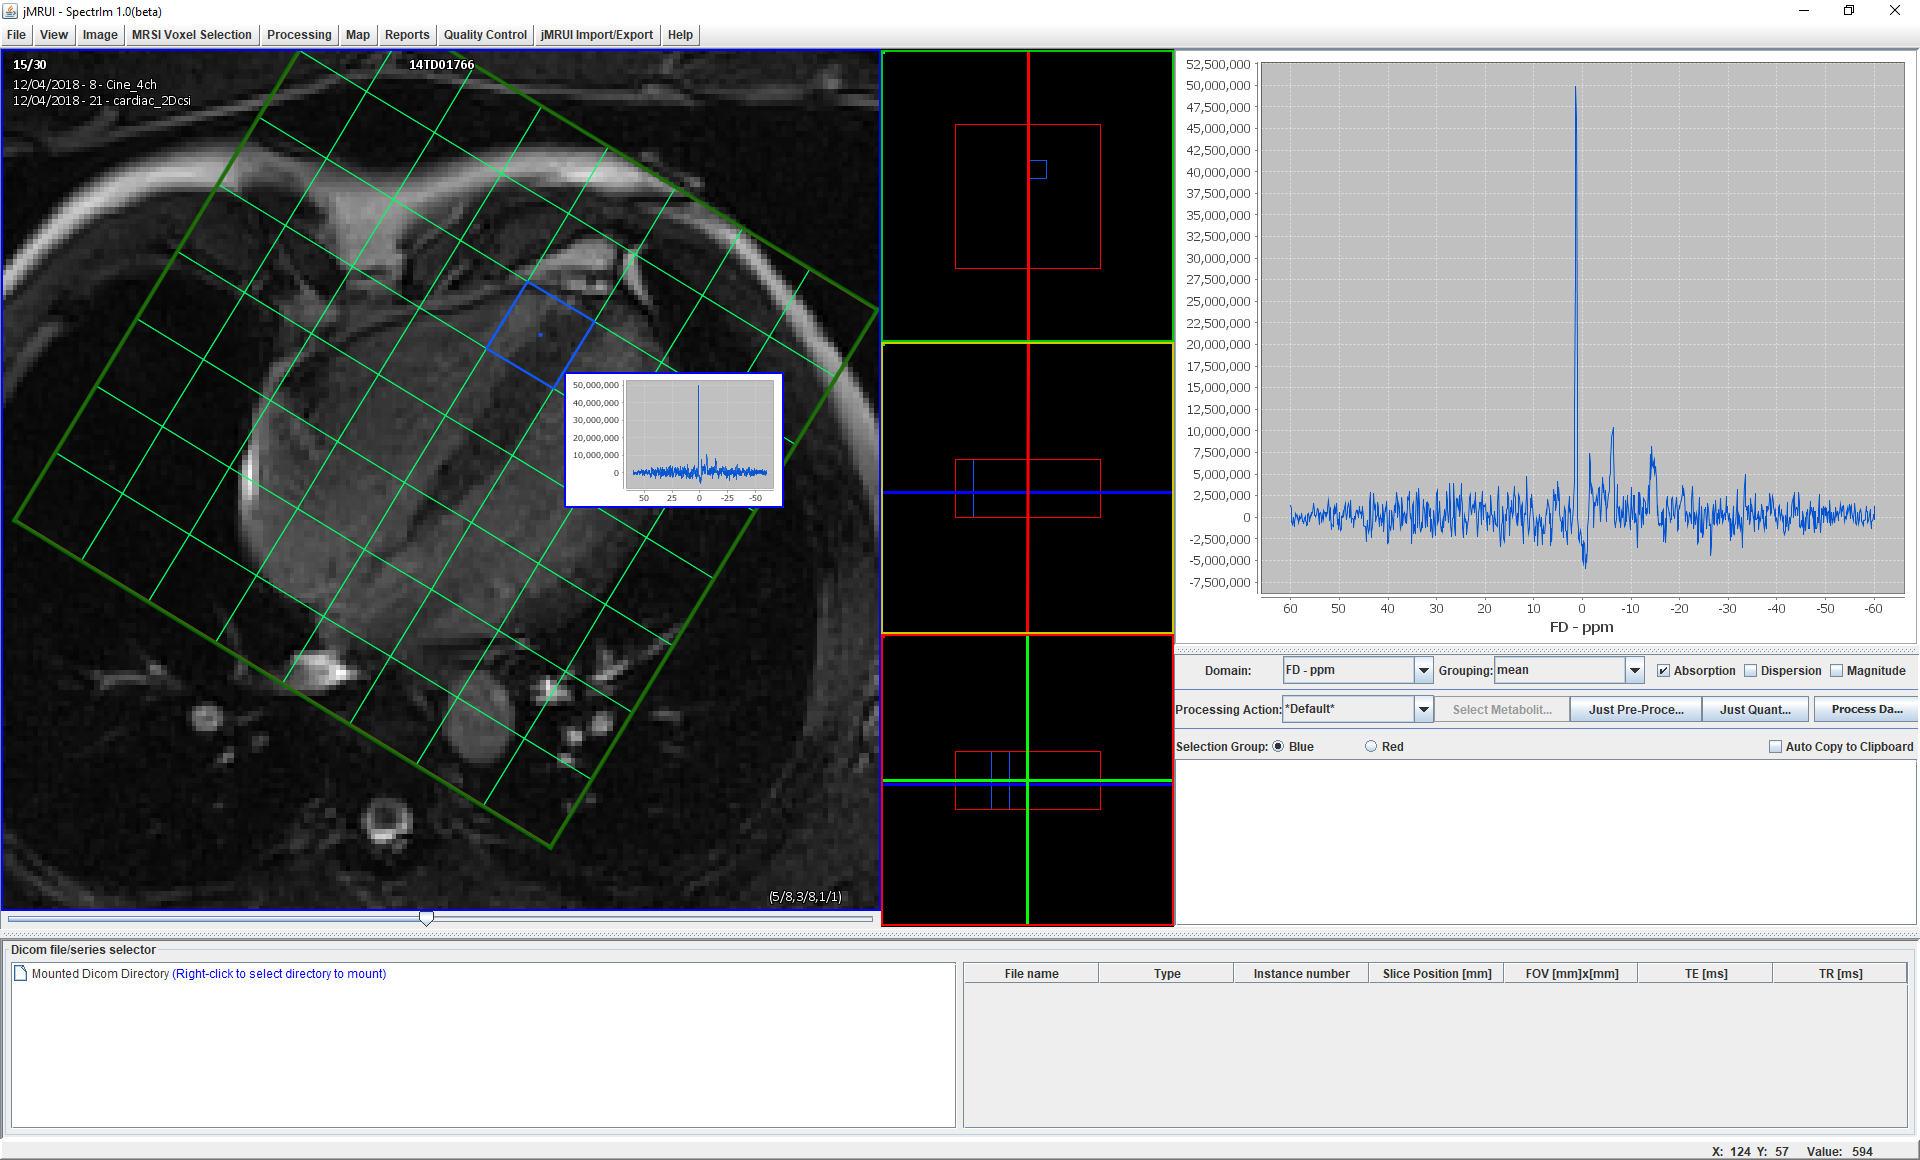 jMRUI - SpectrIm 1.0(beta)
File View Image MRSI Voxel Selection Processing Map Reports Quality Control jMRUI Import/Export Help
15/30 14TD01766
12/04/2018 - 8 - Cine_4ch
12/04/2018 - 21 - cardiac_2Dcsi
50,000,000
40,000,000
30,000,000
20,000,000
10,000,000
0
50 25 0 -25 -50
(5/8,3/8,1/1)
52,500,000
50,000,000
47,500,000
45,000,000
42,500,000
40,000,000
37,500,000
35,000,000
32,500,000
30,000,000
27,500,000
25,000,000
22,500,000
20,000,000
17,500,000
15,000,000
12,500,000
10,000,000
7,500,000
5,000,000
2,500,000
0
-2,500,000
-5,000,000
-7,500,000
60 50 40 30 20 10 0 -10 -20 -30 -40 -50 -60
FD - ppm
Domain: FD - ppm Grouping: mean Absorption Dispersion Magnitude
Processing Action: *Default* Select Metabolit... Just Pre-Proce... Just Quant... Process Da...
Selection Group: Blue Red Auto Copy to Clipboard
Dicom file/series selector
Mounted Dicom Directory (Right-click to select directory to mount)
File name Type Instance number Slice Position [mm] FOV [mm]x[mm] TE [ms] TR [ms]
X: 124 Y: 57 Value: 594